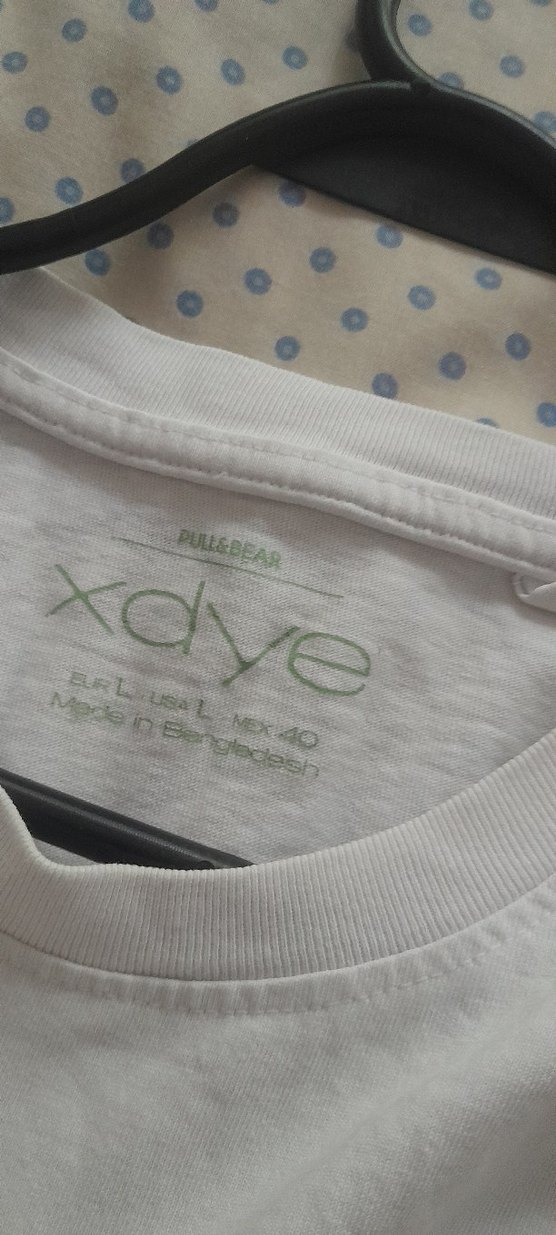 PULL&BEAR
xdye
EUR L . USA L MEX 40
Made in Bangladesh